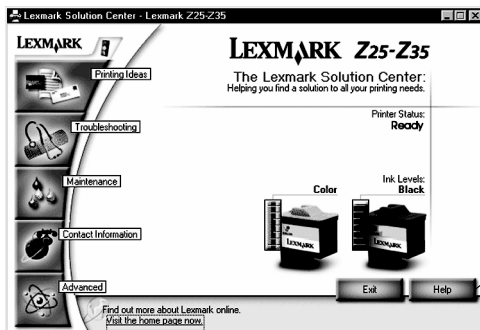 Lexmark Solution Center - Lexmark Z25-Z35
LEXMARK
LEXMARK Z25-Z35
The Lexmark Solution Center:
Helping you find a solution to all your printing needs.
Printing Ideas
Printer Status:
Ready
Troubleshooting
Maintenance
Ink Levels:
Color
Black
LEXMARK
LEXMARK
Contact Information
Advanced
Exit
Help
Find out more about Lexmark online.
Visit the home page now.